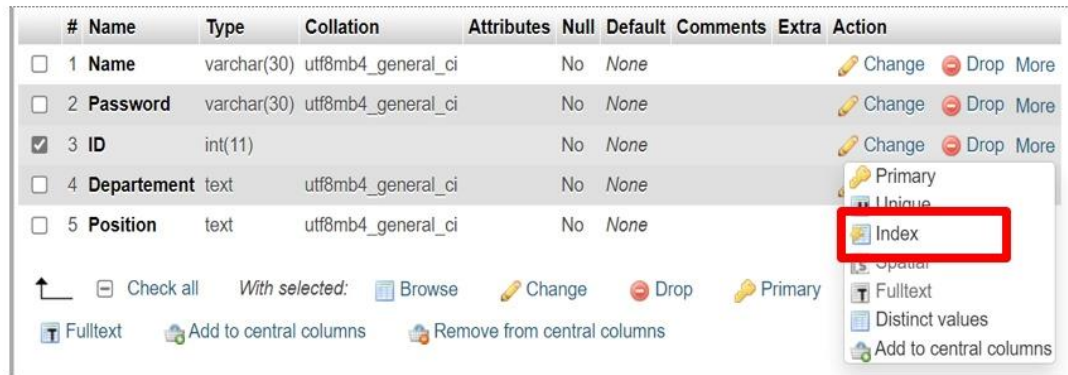 # Name Type Collation Attributes Null Default Comments Extra Action
1 Name varchar(30) utf8mb4_general_ci No None Change Drop More
2 Password varchar(30) utf8mb4_general_ci No None Change Drop More
3 ID int(11) No None Change Drop More
4 Departement text utf8mb4_general_ci No None
5 Position text utf8mb4_general_ci No None
Primary
Unique
Index
Spatial
Fulltext
Distinct values
Add to central columns
Check all With selected: Browse Change Drop Primary
Fulltext Add to central columns Remove from central columns